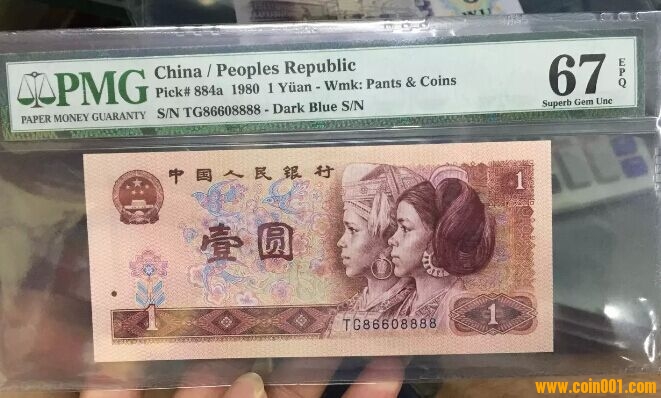 WU
PMG
PAPER MONEY GUARANTY
China / Peoples Republic
Pick# 884a 1980 1 Yüan - Wmk: Pants & Coins
S/N TG86608888 - Dark Blue S/N
67
EPQ
Superb Gem Unc
中国人民银行
1
壹圆
1
TG86608888
1
www.coin001.com